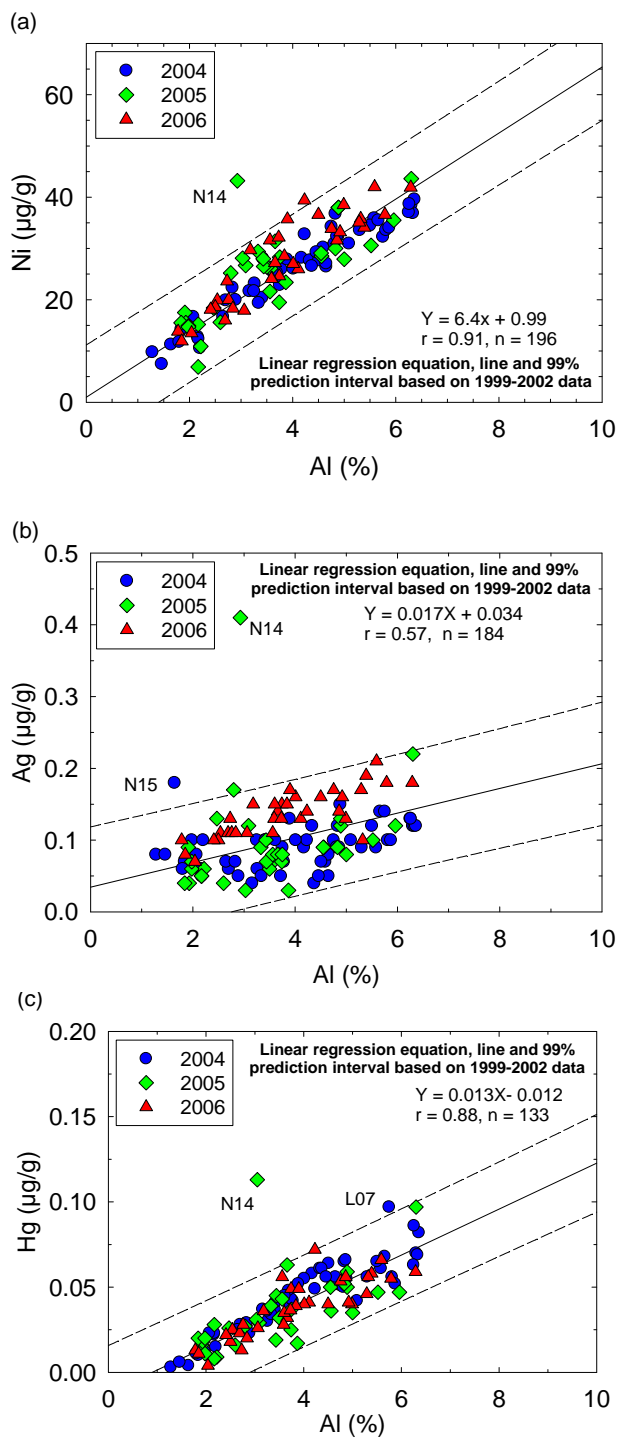 (a)
2004
2005
2006
60
40
20
0
Ni (µg/g)
N14
Y = 6.4x + 0.99
r = 0.91, n = 196
Linear regression equation, line and 99%
prediction interval based on 1999-2002 data
0 2 4 6 8 10
Al (%)
(b)
2004
2005
2006
Linear regression equation, line and 99%
prediction interval based on 1999-2002 data
Y = 0.017X + 0.034
r = 0.57, n = 184
0.5
0.4
0.3
0.2
0.1
0.0
Ag (µg/g)
N14
N15
0 2 4 6 8 10
Al (%)
(c)
2004
2005
2006
Linear regression equation, line and 99%
prediction interval based on 1999-2002 data
Y = 0.013X- 0.012
r = 0.88, n = 133
0.20
0.15
0.10
0.05
0.00
Hg (µg/g)
N14
L07
0 2 4 6 8 10
Al (%)